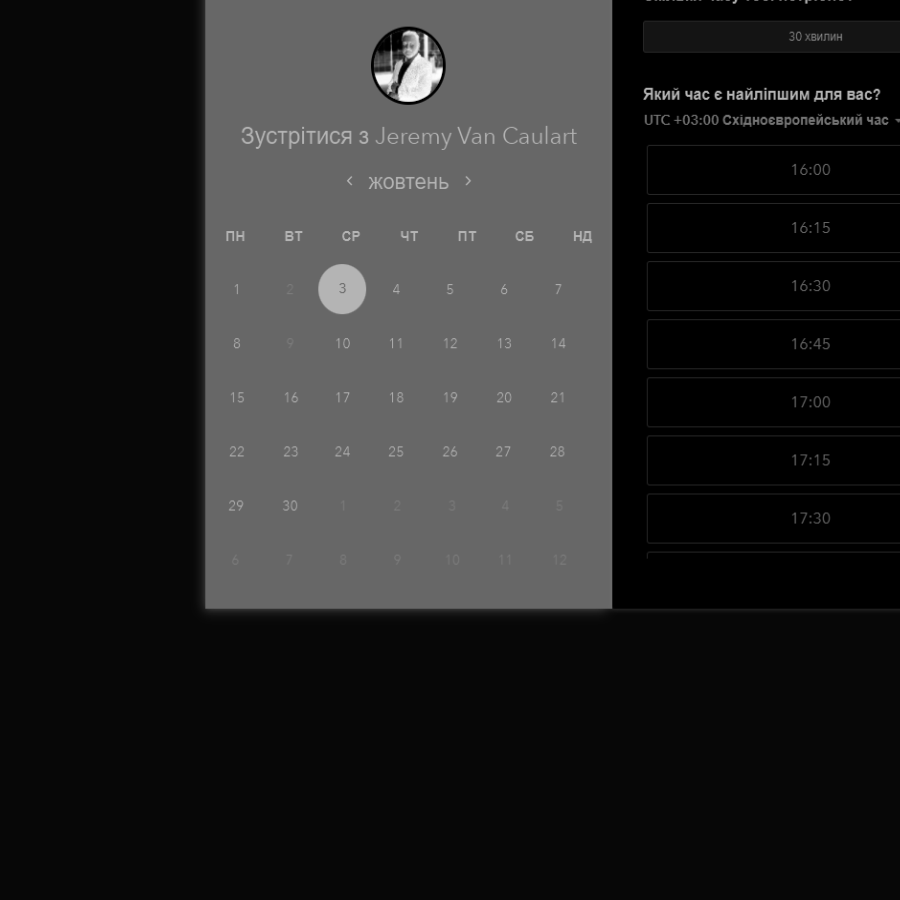 Зустрітися з Jeremy Van Caulart
жовтень
ПН ВТ СР ЧТ ПТ СБ НД
1 2 3 4 5 6 7
8 9 10 11 12 13 14
15 16 17 18 19 20 21
22 23 24 25 26 27 28
29 30 1 2 3 4 5
6 7 8 9 10 11 12
30 хвилин
Який час є найліпшим для вас?
UTC +03:00 Східноєвропейський час
16:00
16:15
16:30
16:45
17:00
17:15
17:30